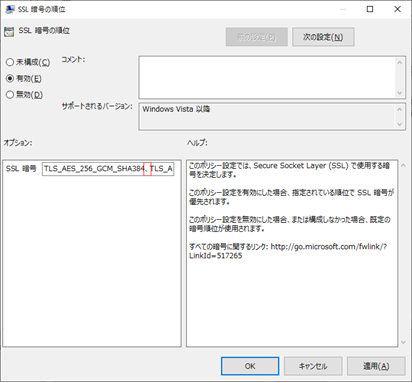 SSL 暗号の順位
SSL 暗号の順位
前の設定(P)
次の設定(N)
未構成(C)
コメント:
有効(E)
無効(D)
サポートされるバージョン:
Windows Vista 以降
オプション:
ヘルプ:
SSL 暗号
TLS_AES_256_GCM_SHA384、TLS_A
このポリシー設定では、Secure Socket Layer (SSL) で使用する暗
号を決定します。
このポリシー設定を有効にした場合、指定されている順位で SSL 暗号が
優先されます。
このポリシー設定を無効にした場合、または構成しなかった場合、既定の
暗号順位が使用されます。
すべての暗号に関するリンク: http://go.microsoft.com/fwlink/?
LinkId=517265
OK
キャンセル
適用(A)